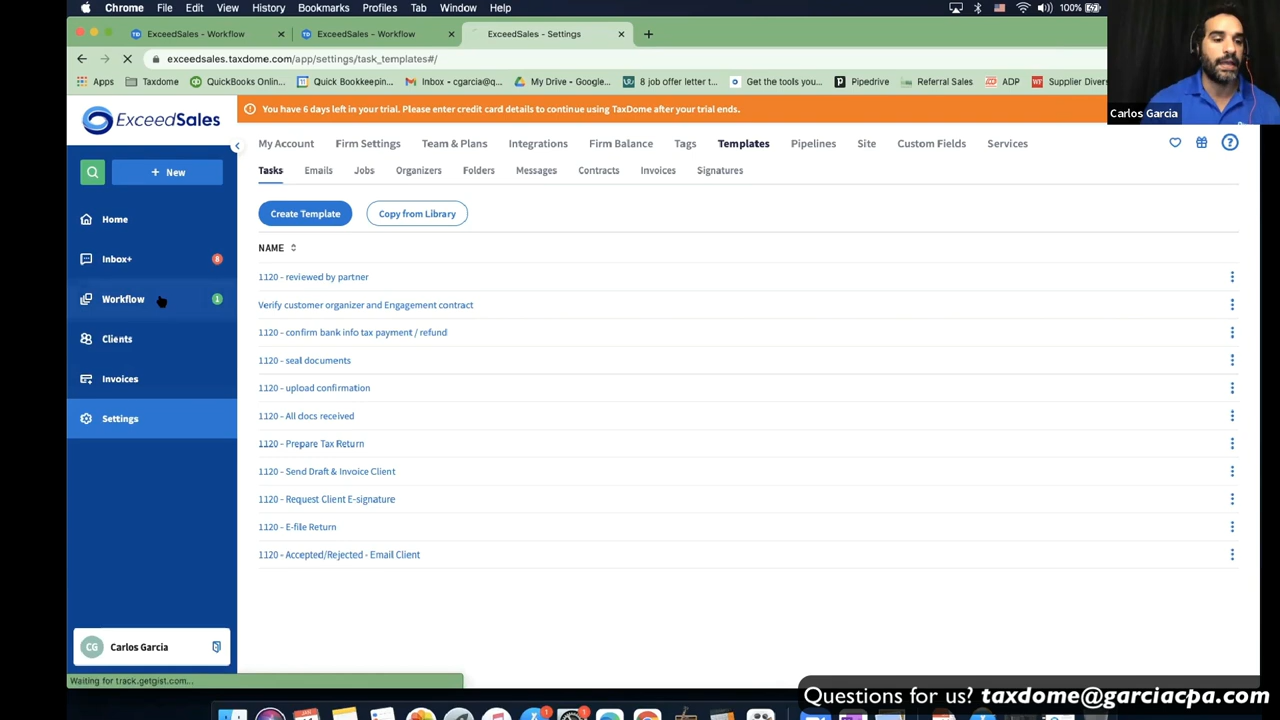 Chrome File Edit View History Bookmarks Profiles Tab Window Help 100%
ExceedSales - Workflow ExceedSales - Workflow ExceedSales - Settings
exceedsales.taxdome.com/app/settings/task_templates#/
Apps Taxdome QuickBooks Onlin... Quick Bookkeepin... Inbox - cgarcia@q... My Drive - Google... 8 job offer letter t... Get the tools you... Pipedrive Referral Sales ADP Supplier Divers
Carlos Garcia
ExceedSales
You have 6 days left in your trial. Please enter credit card details to continue using TaxDome after your trial ends.
My Account Firm Settings Team & Plans Integrations Firm Balance Tags Templates Pipelines Site Custom Fields Services
+ New
Tasks Emails Jobs Organizers Folders Messages Contracts Invoices Signatures
Home
Inbox+ 8
Workflow 1
Clients
Invoices
Settings
Create Template Copy from Library
NAME
1120 - reviewed by partner
Verify customer organizer and Engagement contract
1120 - confirm bank info tax payment / refund
1120 - seal documents
1120 - upload confirmation
1120 - All docs received
1120 - Prepare Tax Return
1120 - Send Draft & Invoice Client
1120 - Request Client E-signature
1120 - E-file Return
1120 - Accepted/Rejected - Email Client
CG Carlos Garcia
Waiting for track.getgist.com...
Questions for us? taxdome@garciacpa.com